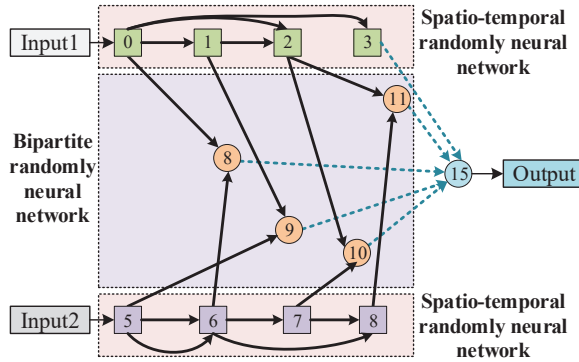 Input1
0
1
2
3
Spatio-temporal
randomly neural
network
Bipartite
randomly
neural
network
11
8
9
10
15
Output
Input2
5
6
7
8
Spatio-temporal
randomly neural
network